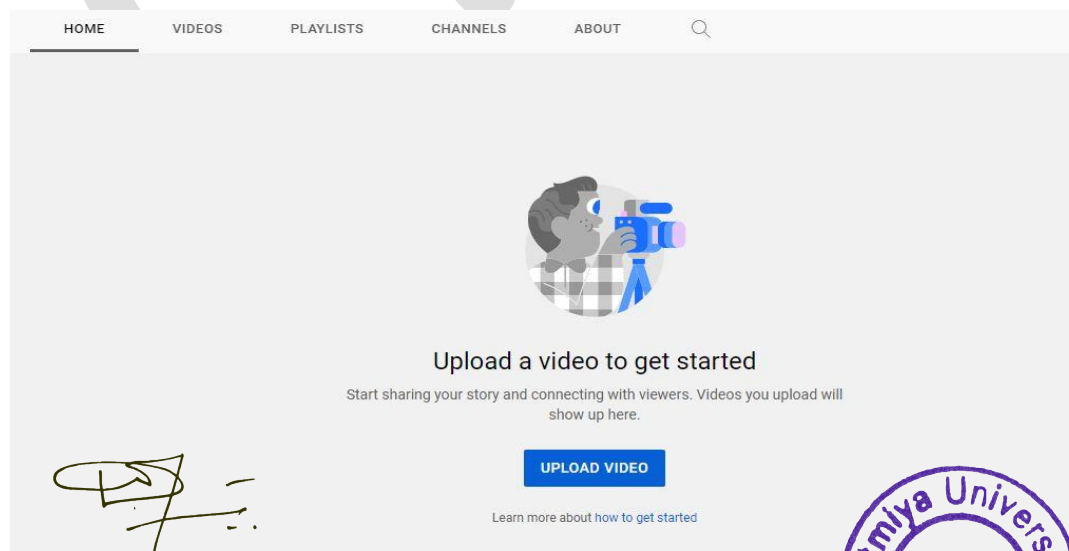 HOME VIDEOS PLAYLISTS CHANNELS ABOUT
Upload a video to get started
Start sharing your story and connecting with viewers. Videos you upload will
show up here.
UPLOAD VIDEO
Learn more about how to get started